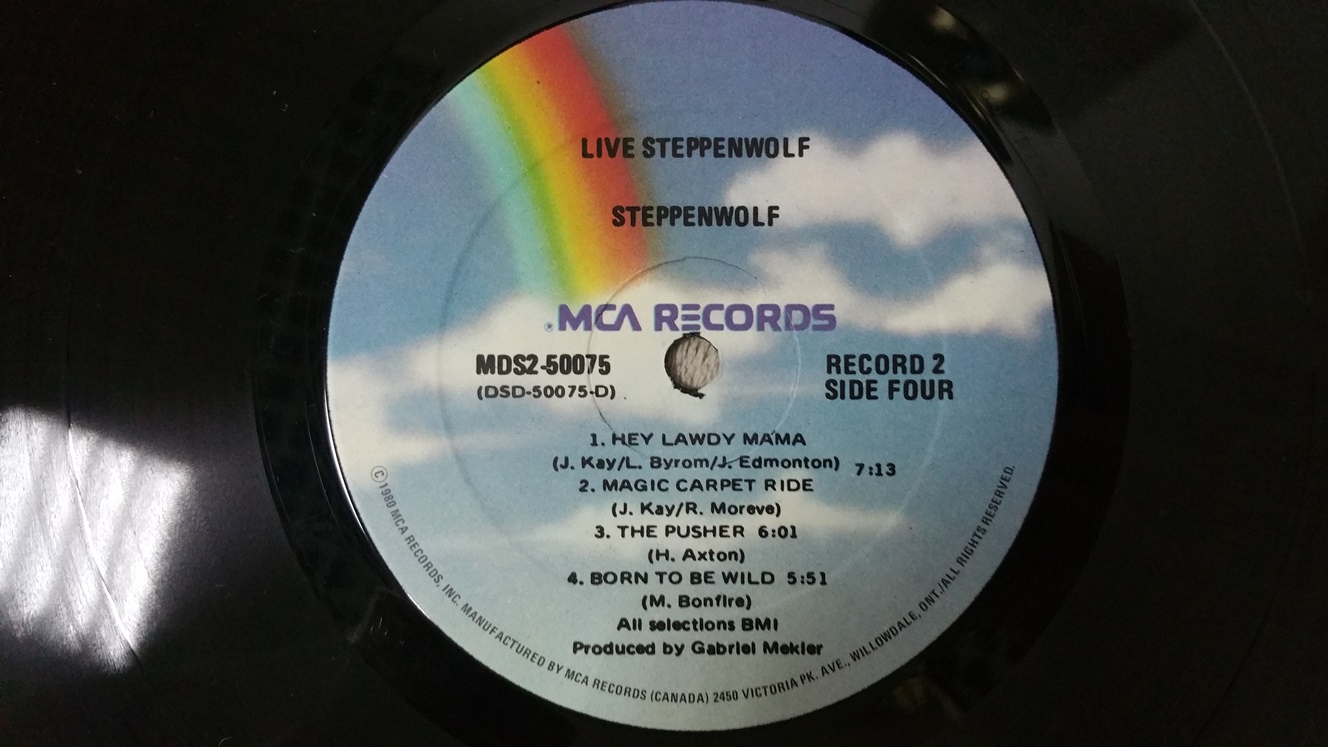 LIVE STEPPENWOLF
STEPPENWOLF
® MCA RECORDS
MDS2-50075
(DSD-50075-D)
RECORD 2
SIDE FOUR
1. HEY LAWDY MAMA
(J. Kay/L. Byrom/J. Edmonton) 7:13
2. MAGIC CARPET RIDE
(J. Kay/R. Moreve)
3. THE PUSHER 6:01
(H. Axton)
4. BORN TO BE WILD 5:51
(M. Bonfire)
All selections BMI
Produced by Gabriel Mekler
©1980 MCA RECORDS, INC. MANUFACTURED BY MCA RECORDS (CANADA) 2450 VICTORIA PK. AVE., WILLOWDALE, ONT./ALL RIGHTS RESERVED.